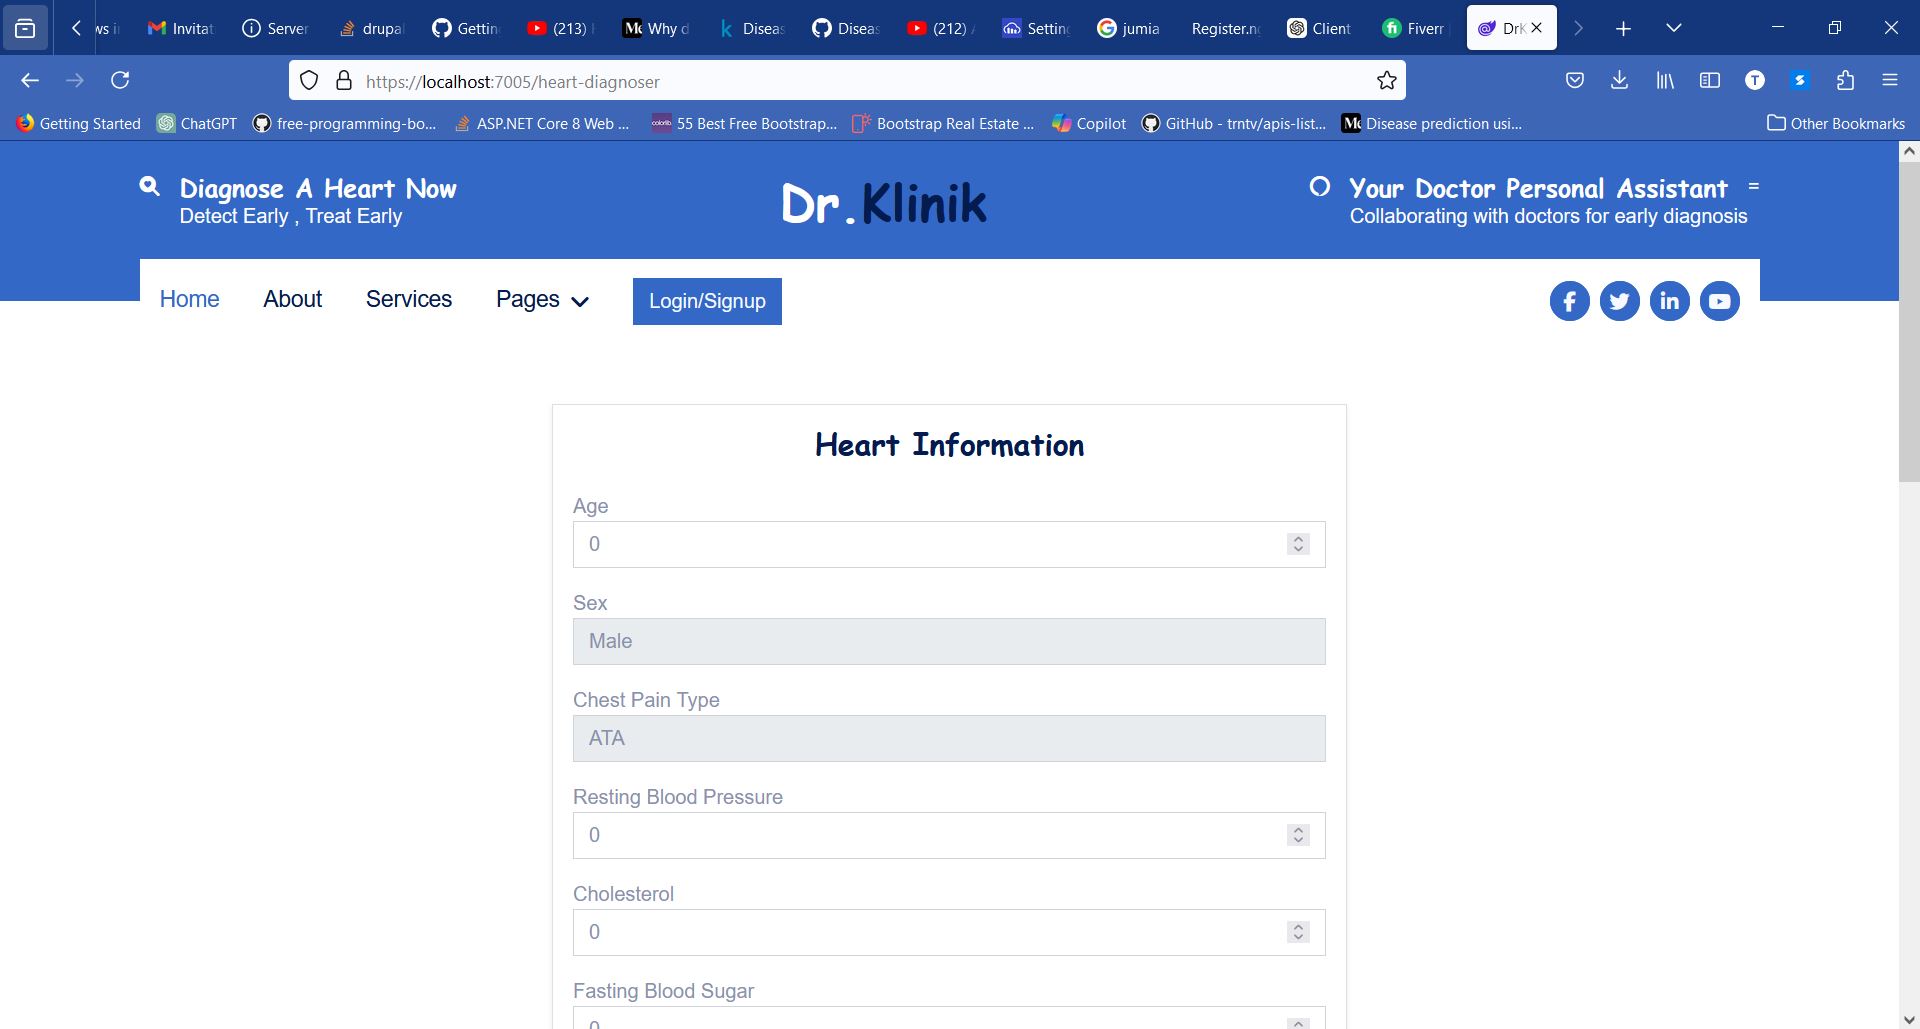 ws i
Invitat
Server
drupal
Gettin
(213)
Why d
Diseas
Diseas
(212)
Setting
jumia
Register.n
Client
Fiverr
DrK
https://localhost:7005/heart-diagnoser
Getting Started
ChatGPT
free-programming-bo...
ASP.NET Core 8 Web ...
55 Best Free Bootstrap...
Bootstrap Real Estate ...
Copilot
GitHub - trntv/apis-list...
Disease prediction usi...
Other Bookmarks
Diagnose A Heart Now
Detect Early , Treat Early
Dr.Klinik
Your Doctor Personal Assistant =
Collaborating with doctors for early diagnosis
Home
About
Services
Pages
Login/Signup
Heart Information
Age
0
Sex
Male
Chest Pain Type
ATA
Resting Blood Pressure
0
Cholesterol
0
Fasting Blood Sugar
0